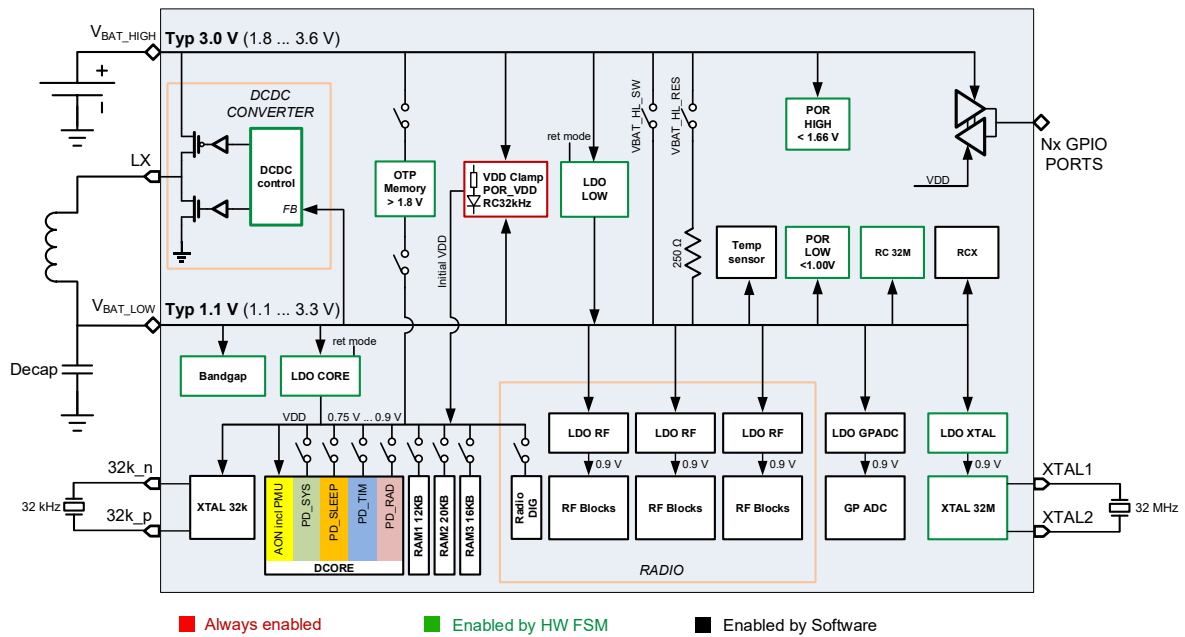 VBAT_HIGH
Typ 3.0 V (1.8 ... 3.6 V)
DCDC
CONVERTER
DCDC
control
FB
LX
+
OTP
Memory
> 1.8 V
VDD Clamp
POR_VDD
RC32kHz
Initial VDD
ret mode
LDO
LOW
VBAT_HL_SW
VBAT_HL_RES
250 Ω
POR
HIGH
< 1.66 V
VDD
Nx GPIO
PORTS
Temp
sensor
POR
LOW
<1.00V
RC 32M
RCX
VBAT_LOW
Typ 1.1 V (1.1 ... 3.3 V)
Decap
Bandgap
LDO CORE
ret mode
VDD
0.75 V ... 0.9 V
32k_n
32 kHz
32k_p
XTAL 32k
AON incl PMU
PD_SYS
PD_SLEEP
PD_TIM
PD_RAD
DCORE
RAM1 12KB
RAM2 20KB
RAM3 16KB
Radio
DIG
LDO RF
0.9 V
RF Blocks
LDO RF
0.9 V
RF Blocks
LDO RF
0.9 V
RF Blocks
RADIO
LDO GPADC
0.9 V
GP ADC
LDO XTAL
0.9 V
XTAL 32M
XTAL1
32 MHz
XTAL2
Always enabled
Enabled by HW FSM
Enabled by Software